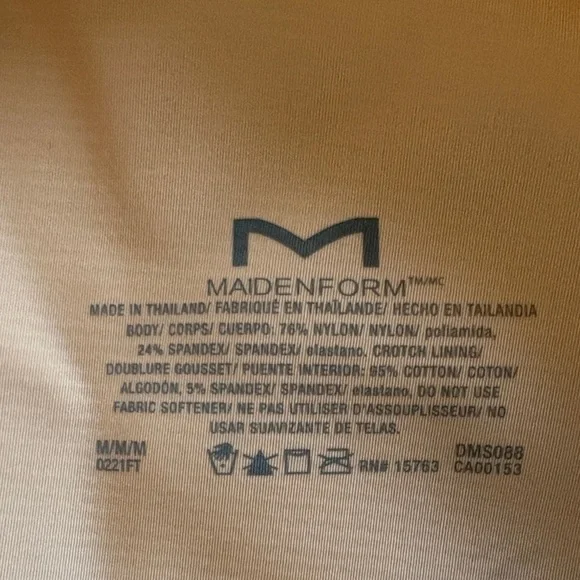 MAIDENFORM™/MC
MADE IN THAILAND/ FABRIQUÉ EN THAÏLANDE/ HECHO EN TAILANDIA
BODY/ CORPS/ CUERPO: 76% NYLON/ NYLON/ poliamida,
24% SPANDEX/ SPANDEX/ elastano. CROTCH LINING/
DOUBLURE GOUSSET/ PUENTE INTERIOR: 95% COTTON/ COTON/
ALGODÓN, 5% SPANDEX/ SPANDEX/ elastano. DO NOT USE
FABRIC SOFTENER/ NE PAS UTILISER D'ASSOUPLISSEUR/ NO
USAR SUAVIZANTE DE TELAS.
M/M/M
0221FT
RN# 15763
DMS088
CA00153